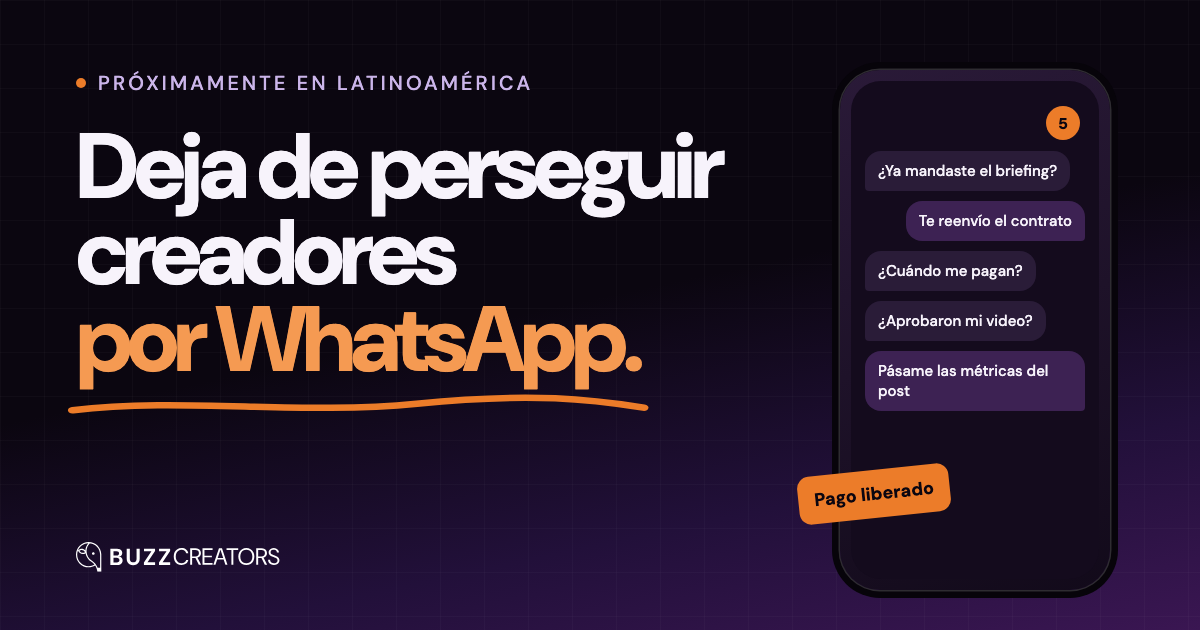 PRÓXIMAMENTE EN LATINOAMÉRICA
Deja de perseguir
creadores
por WhatsApp.
BUZZCREATORS
5
¿Ya mandaste el briefing?
Te reenvío el contrato
¿Cuándo me pagan?
¿Aprobaron mi video?
Pásame las métricas del
post
Pago liberado